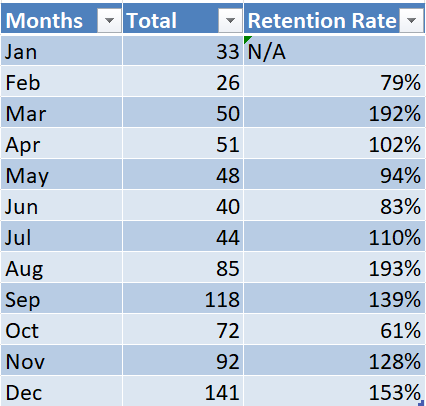 Months Total Retention Rate
Jan 33 N/A
Feb 26 79%
Mar 50 192%
Apr 51 102%
May 48 94%
Jun 40 83%
Jul 44 110%
Aug 85 193%
Sep 118 139%
Oct 72 61%
Nov 92 128%
Dec 141 153%